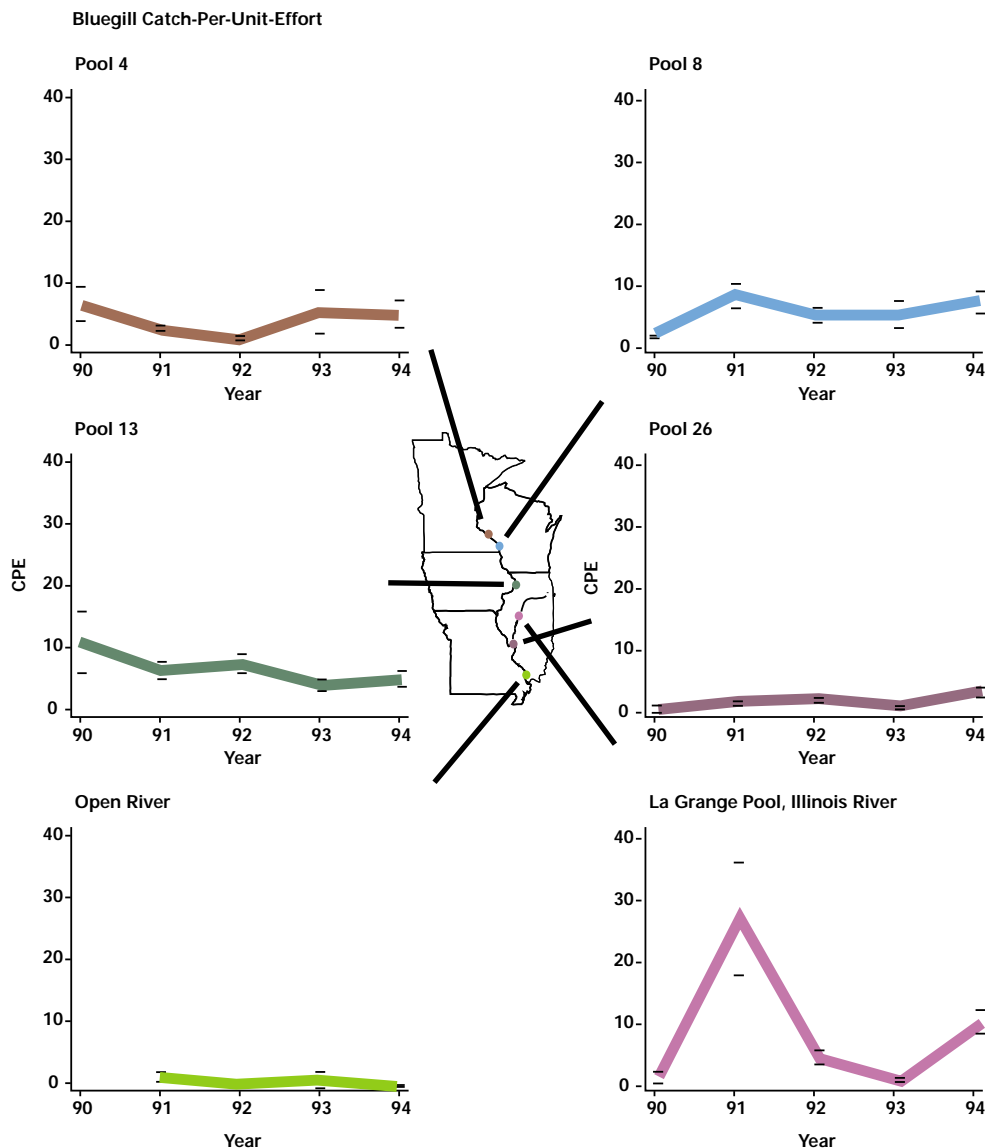 Bluegill Catch-Per-Unit-Effort
Pool 4
40
30
20
10
0
90 91 92 93 94
Year
Pool 8
40
30
20
10
0
90 91 92 93 94
Year
Pool 13
40
30
20
10
0
CPE
90 91 92 93 94
Year
Pool 26
40
30
20
10
0
CPE
90 91 92 93 94
Year
Open River
40
30
20
10
0
90 91 92 93 94
Year
La Grange Pool, Illinois River
40
30
20
10
0
90 91 92 93 94
Year